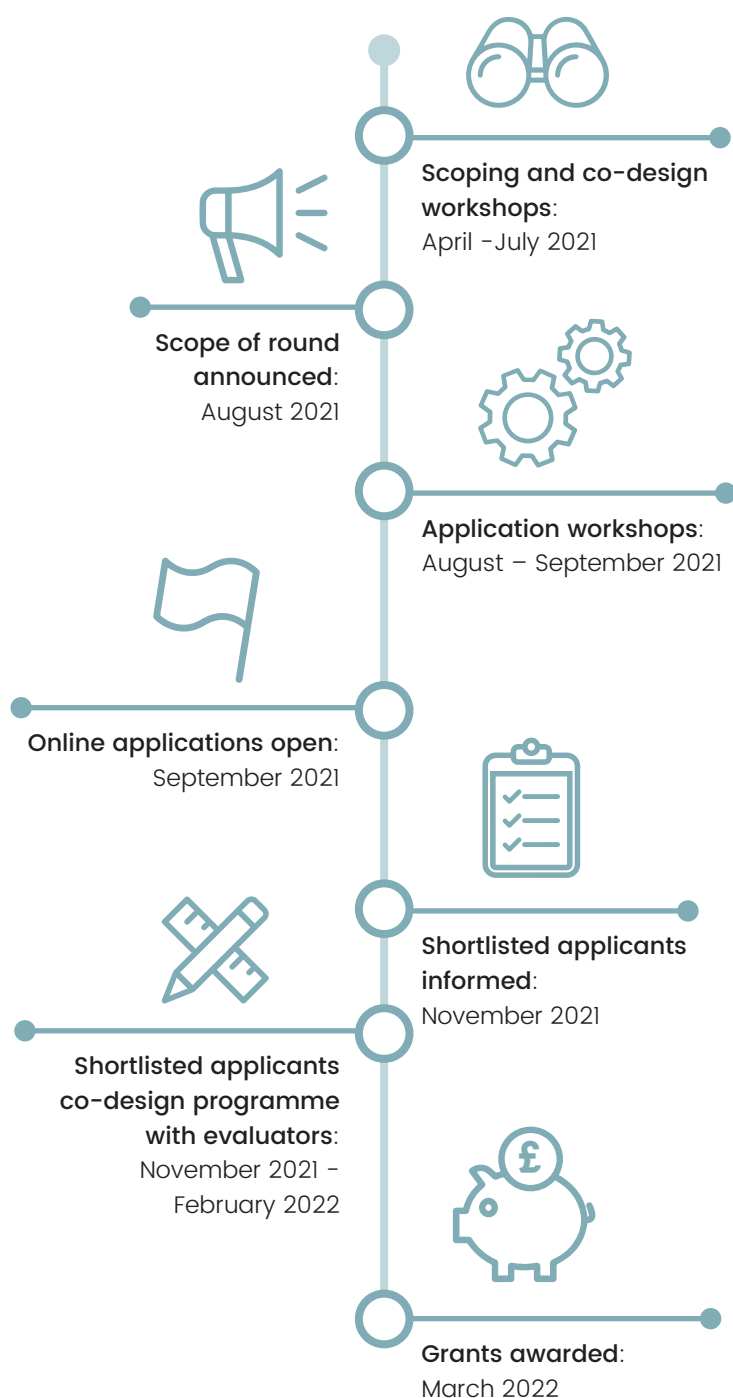 Scoping and co-design
workshops:
April -July 2021
Scope of round
announced:
August 2021
Application workshops:
August – September 2021
Online applications open:
September 2021
Shortlisted applicants
informed:
November 2021
Shortlisted applicants
co-design programme
with evaluators:
November 2021 -
February 2022
£
Grants awarded:
March 2022